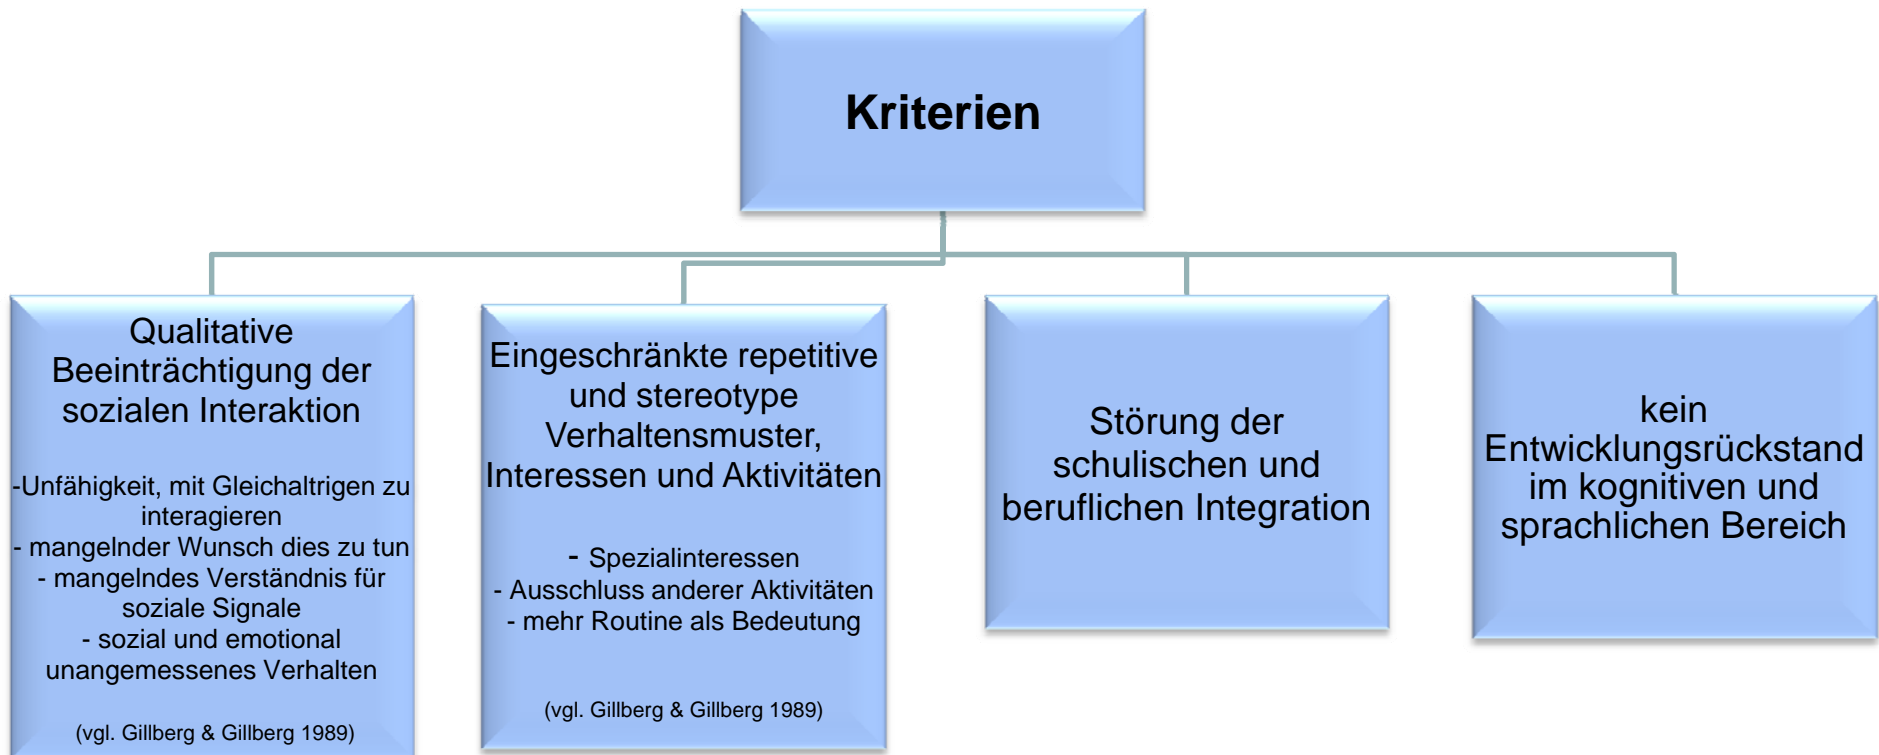 Kriterien
Qualitative
Beeinträchtigung der
sozialen Interaktion
-Unfähigkeit, mit Gleichaltrigen zu
interagieren
- mangelnder Wunsch dies zu tun
- mangelndes Verständnis für
soziale Signale
- sozial und emotional
unangemessenes Verhalten
(vgl. Gillberg & Gillberg 1989)
Eingeschränkte repetitive
und stereotype
Verhaltensmuster,
Interessen und Aktivitäten
- Spezialinteressen
- Ausschluss anderer Aktivitäten
- mehr Routine als Bedeutung
(vgl. Gillberg & Gillberg 1989)
Störung der
schulischen und
beruflichen Integration
kein
Entwicklungsrückstand
im kognitiven und
sprachlichen Bereich